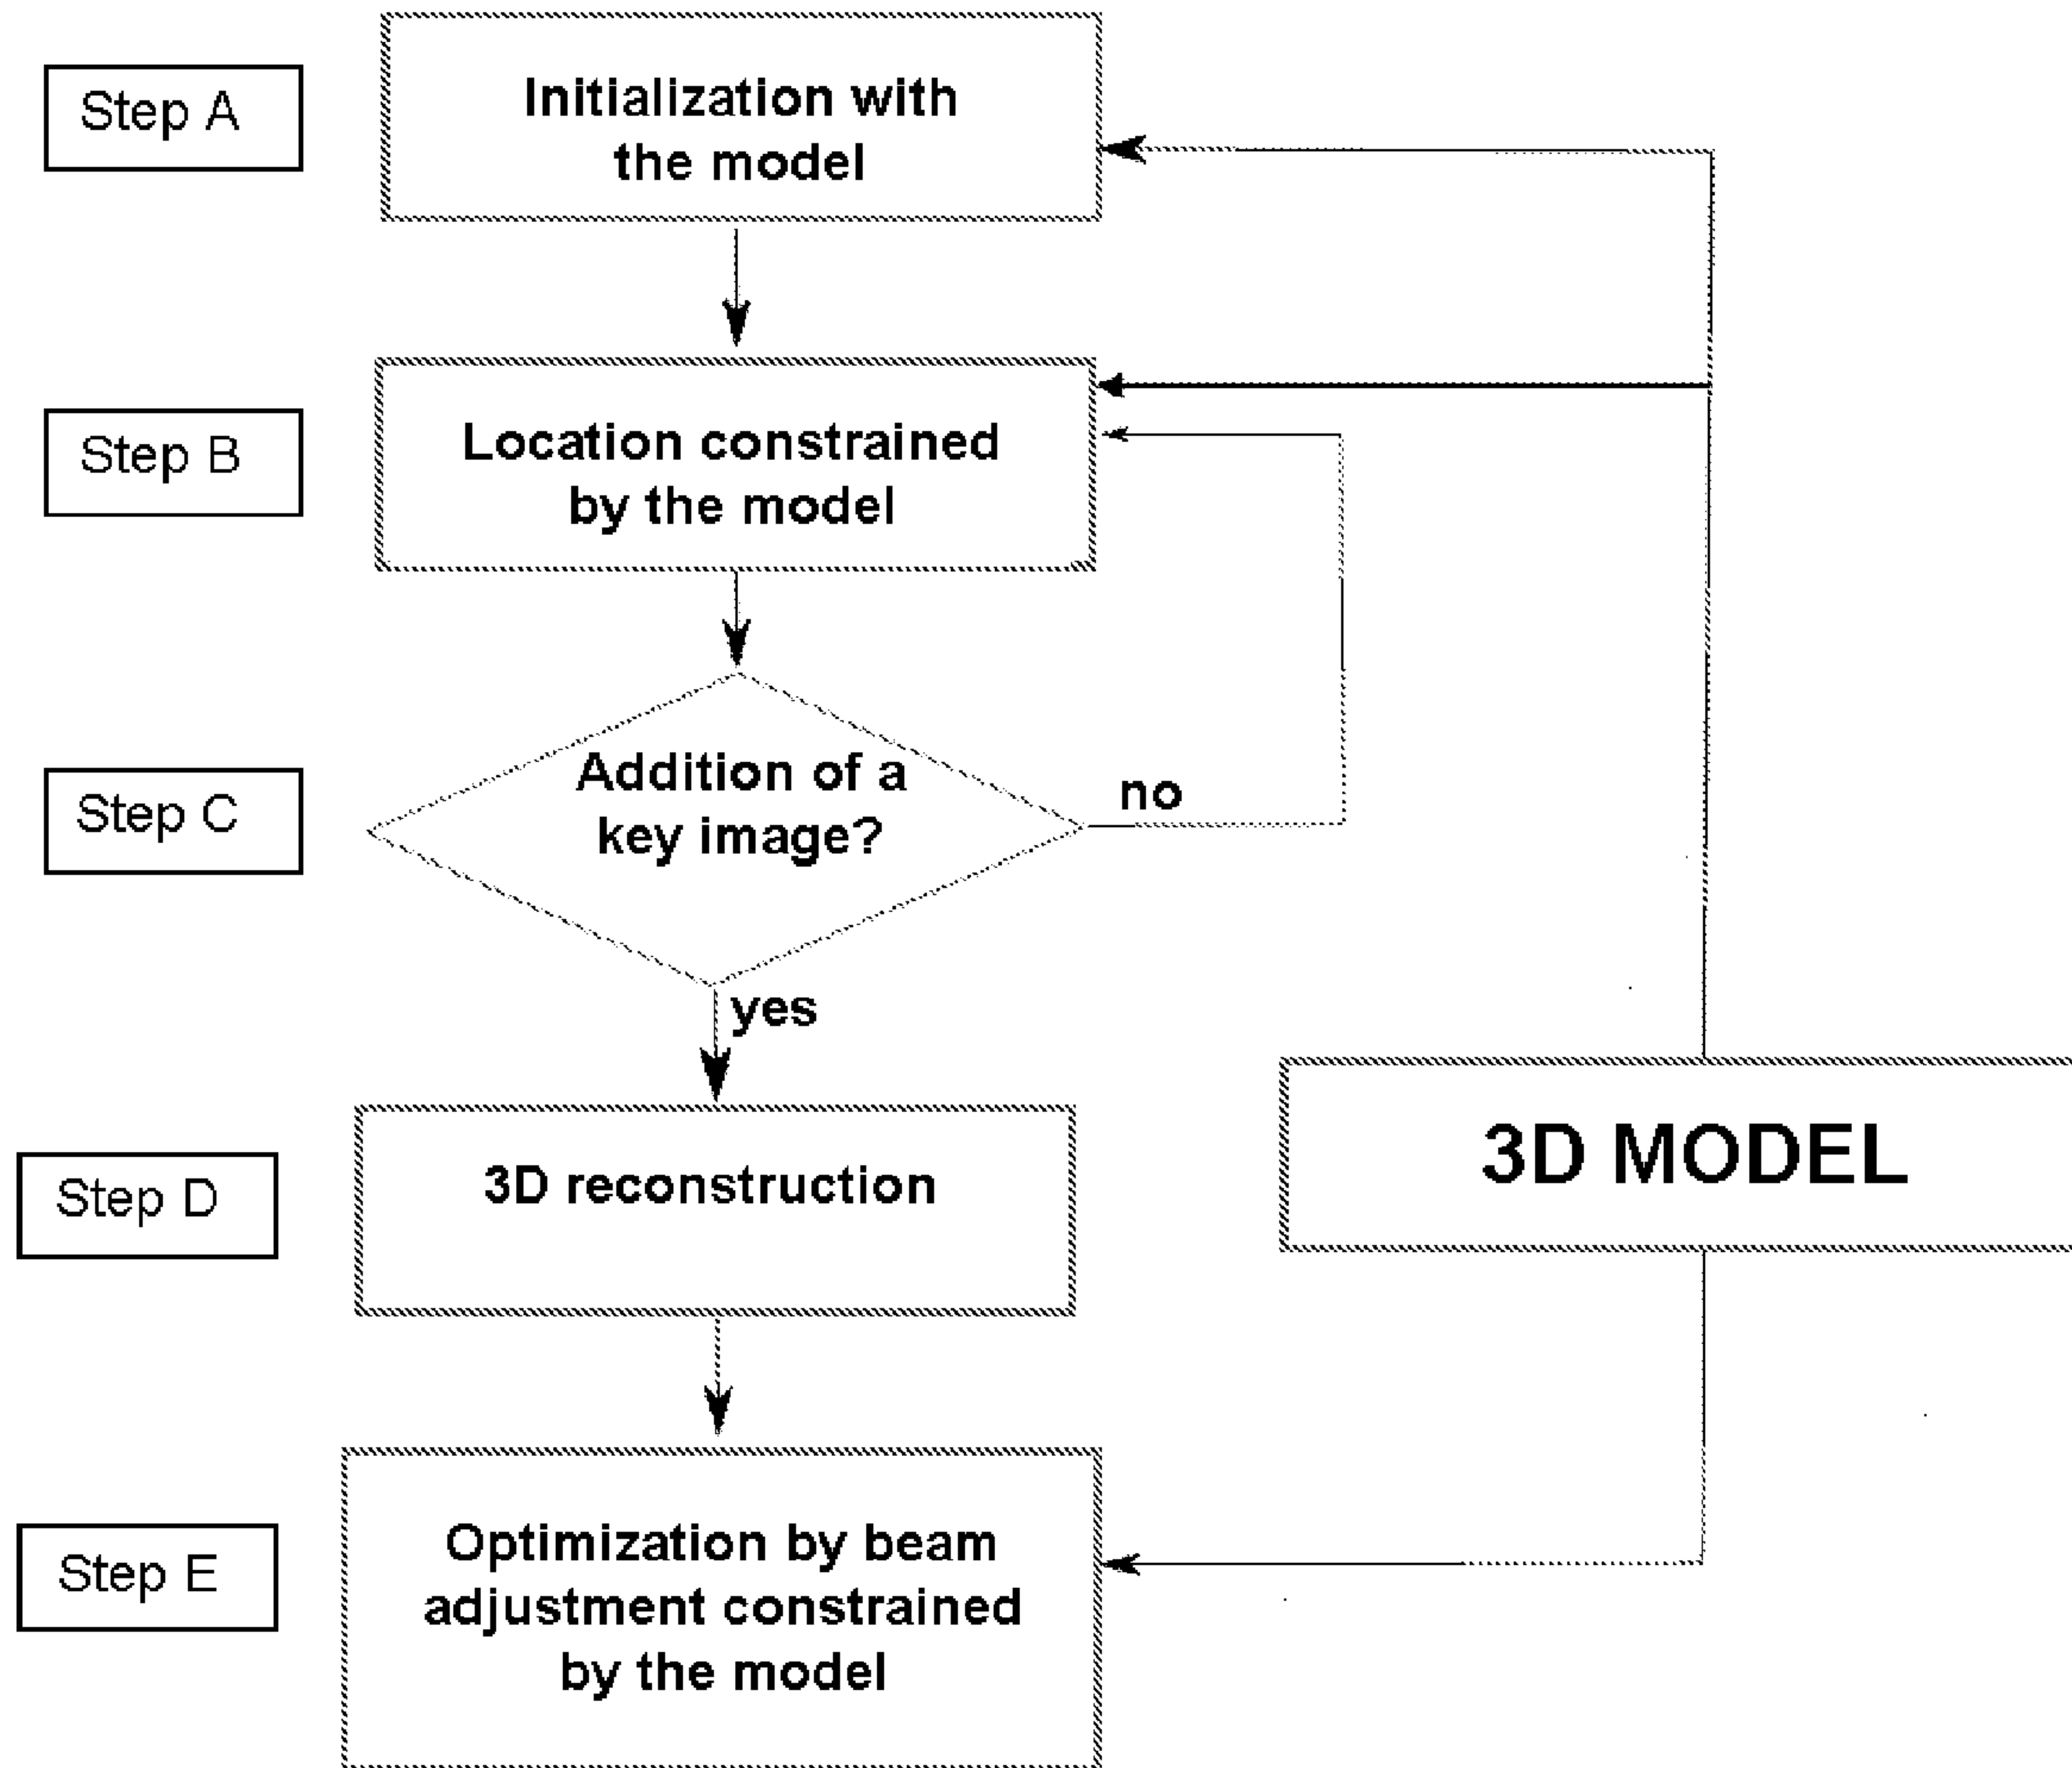 Step A
Initialization with
the model
Step B
Location constrained
by the model
Step C
Addition of a
key image?
no
yes
Step D
3D reconstruction
3D MODEL
Step E
Optimization by beam
adjustment constrained
by the model